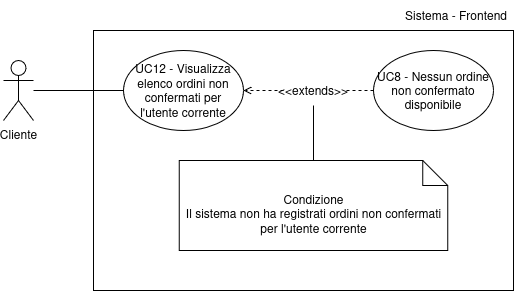 Sistema - Frontend
UC12 - Visualizza
elenco ordini non
confermati per
l'utente corrente
<<extends>>
UC8 - Nessun ordine
non confermato
disponibile
Cliente
Condizione
Il sistema non ha registrati ordini non confermati
per l'utente corrente